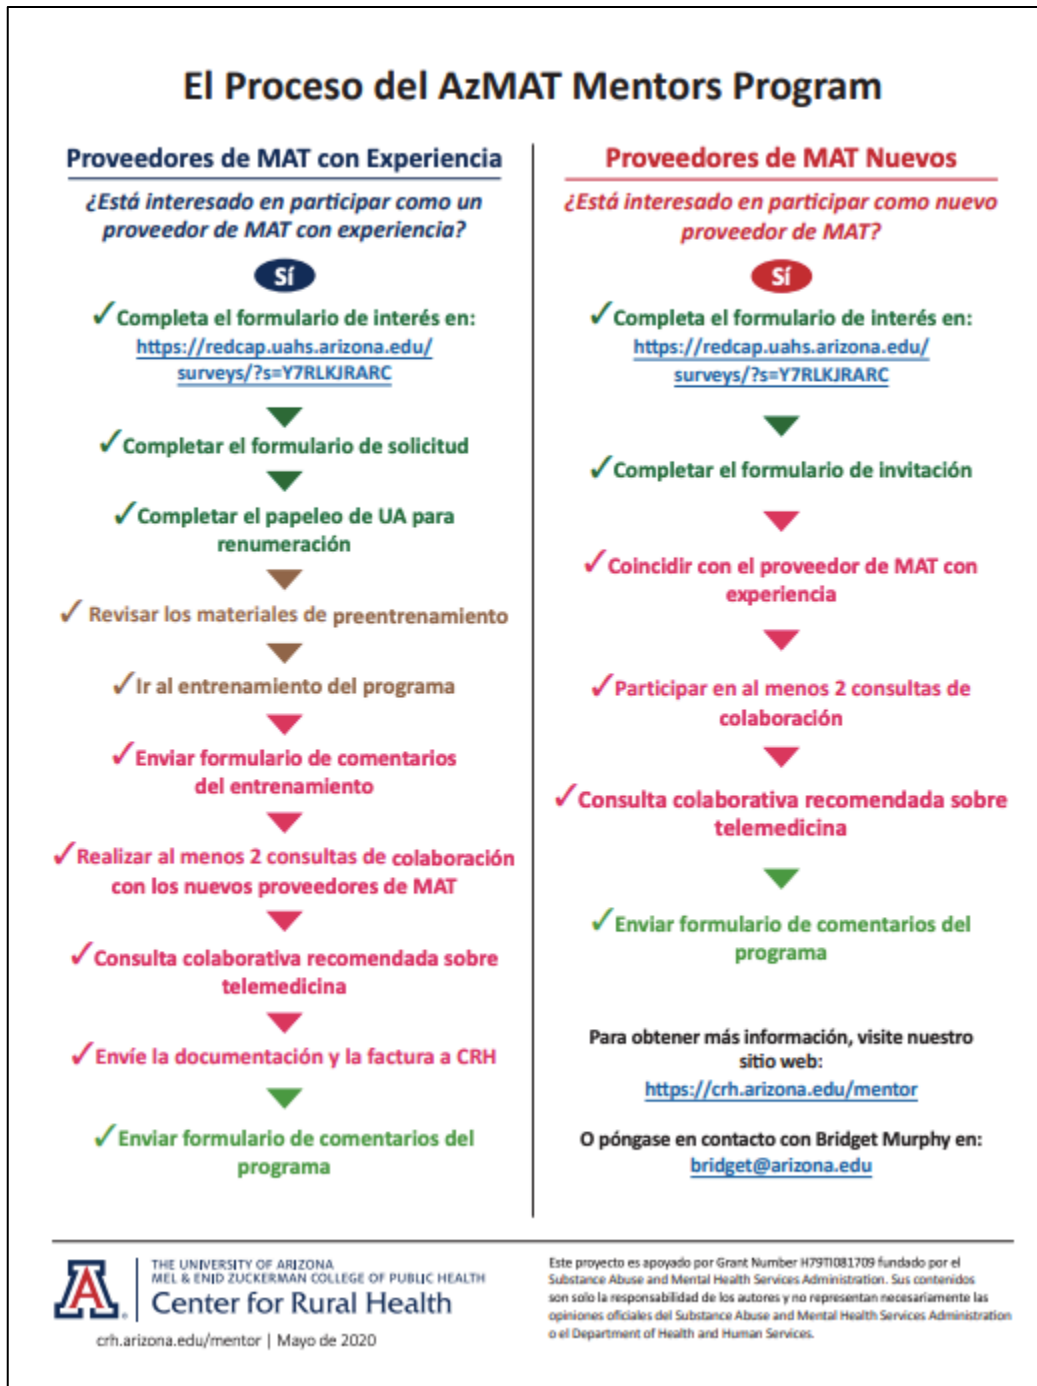 El Proceso del AzMAT Mentors Program
Proveedores de MAT con Experiencia
¿Está interesado en participar como un
proveedor de MAT con experiencia?
Sí
✓Completa el formulario de interés en:
https://redcap.uahs.arizona.edu/
surveys/?s=Y7RLKJRARC
✓Completar el formulario de solicitud
✓Completar el papeleo de UA para
renumeración
✓ Revisar los materiales de preentrenamiento
✓Ir al entrenamiento del programa
✓Enviar formulario de comentarios
del entrenamiento
✓Realizar al menos 2 consultas de colaboración
con los nuevos proveedores de MAT
✓Consulta colaborativa recomendada sobre
telemedicina
✓Envíe la documentación y la factura a CRH
✓Enviar formulario de comentarios del
programa
Proveedores de MAT Nuevos
¿Está interesado en participar como nuevo
proveedor de MAT?
Sí
✓Completa el formulario de interés en:
https://redcap.uahs.arizona.edu/
surveys/?s=Y7RLKJRARC
✓Completar el formulario de invitación
✓Coincidir con el proveedor de MAT con
experiencia
✓Participar en al menos 2 consultas de
colaboración
✓Consulta colaborativa recomendada sobre
telemedicina
✓Enviar formulario de comentarios del
programa
Para obtener más información, visite nuestro
sitio web:
https://crh.arizona.edu/mentor
O póngase en contacto con Bridget Murphy en:
bridget@arizona.edu
A
THE UNIVERSITY OF ARIZONA
MEL & ENID ZUCKERMAN COLLEGE OF PUBLIC HEALTH
Center for Rural Health
crh.arizona.edu/mentor | Mayo de 2020
Este proyecto es apoyado por Grant Number H79TI081709 fundado por el
Substance Abuse and Mental Health Services Administration. Sus contenidos
son solo la responsabilidad de los autores y no representan necesariamente las
opiniones oficiales del Substance Abuse and Mental Health Services Administration
o el Department of Health and Human Services.